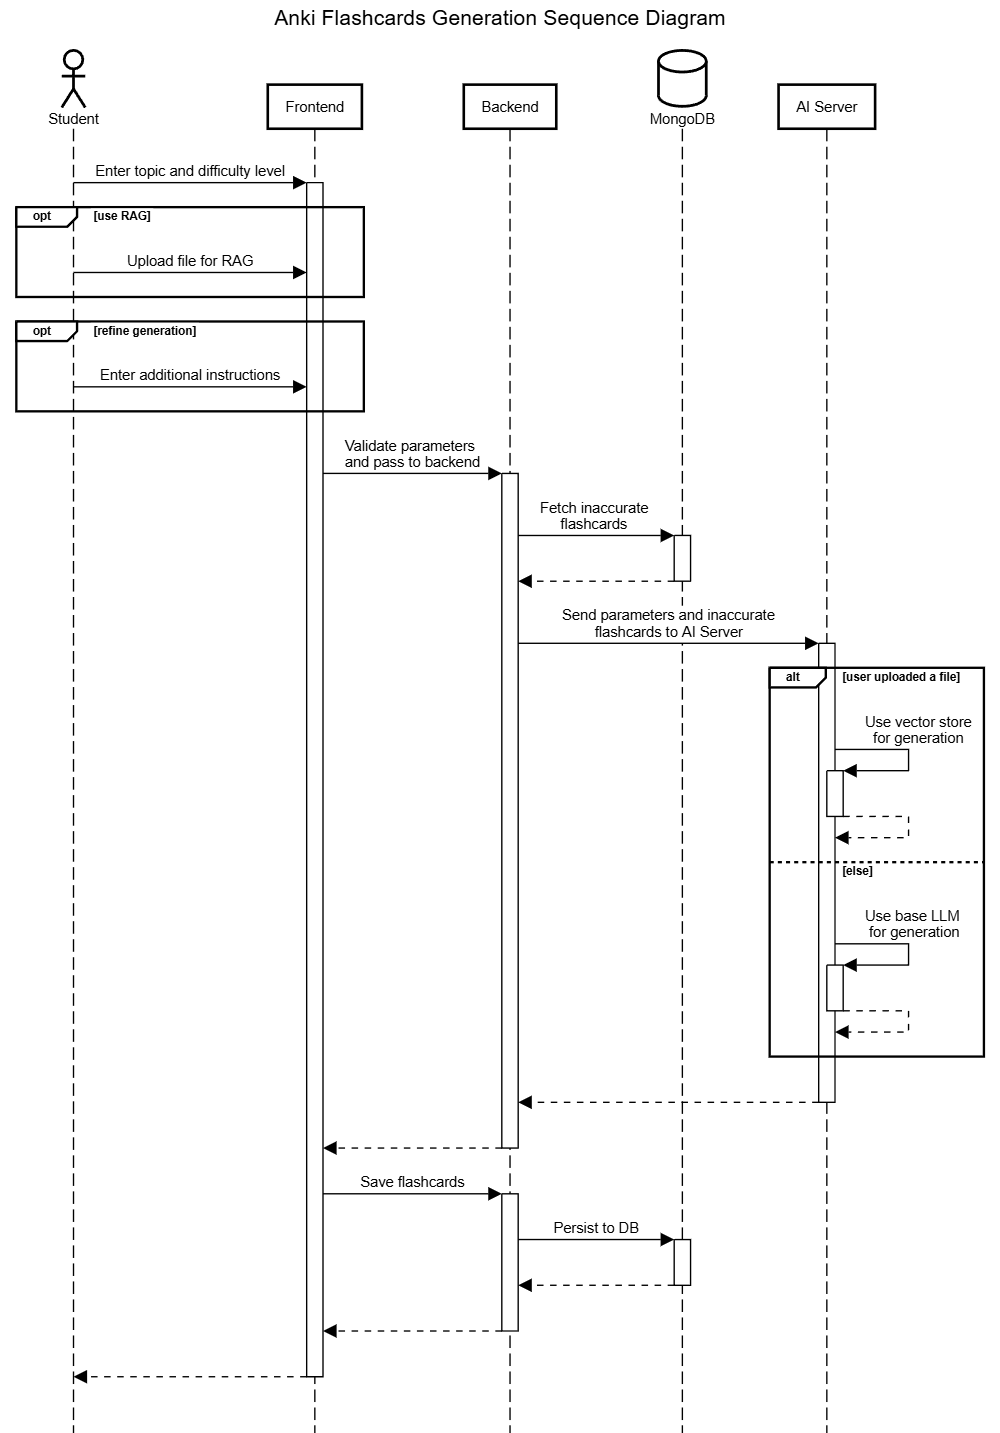 Anki Flashcards Generation Sequence Diagram
Student
Frontend
Backend
MongoDB
AI Server
Enter topic and difficulty level
opt
[use RAG]
Upload file for RAG
opt
[refine generation]
Enter additional instructions
Validate parameters
and pass to backend
Fetch inaccurate
flashcards
Send parameters and inaccurate
flashcards to AI Server
alt
[user uploaded a file]
Use vector store
for generation
[else]
Use base LLM
for generation
Save flashcards
Persist to DB